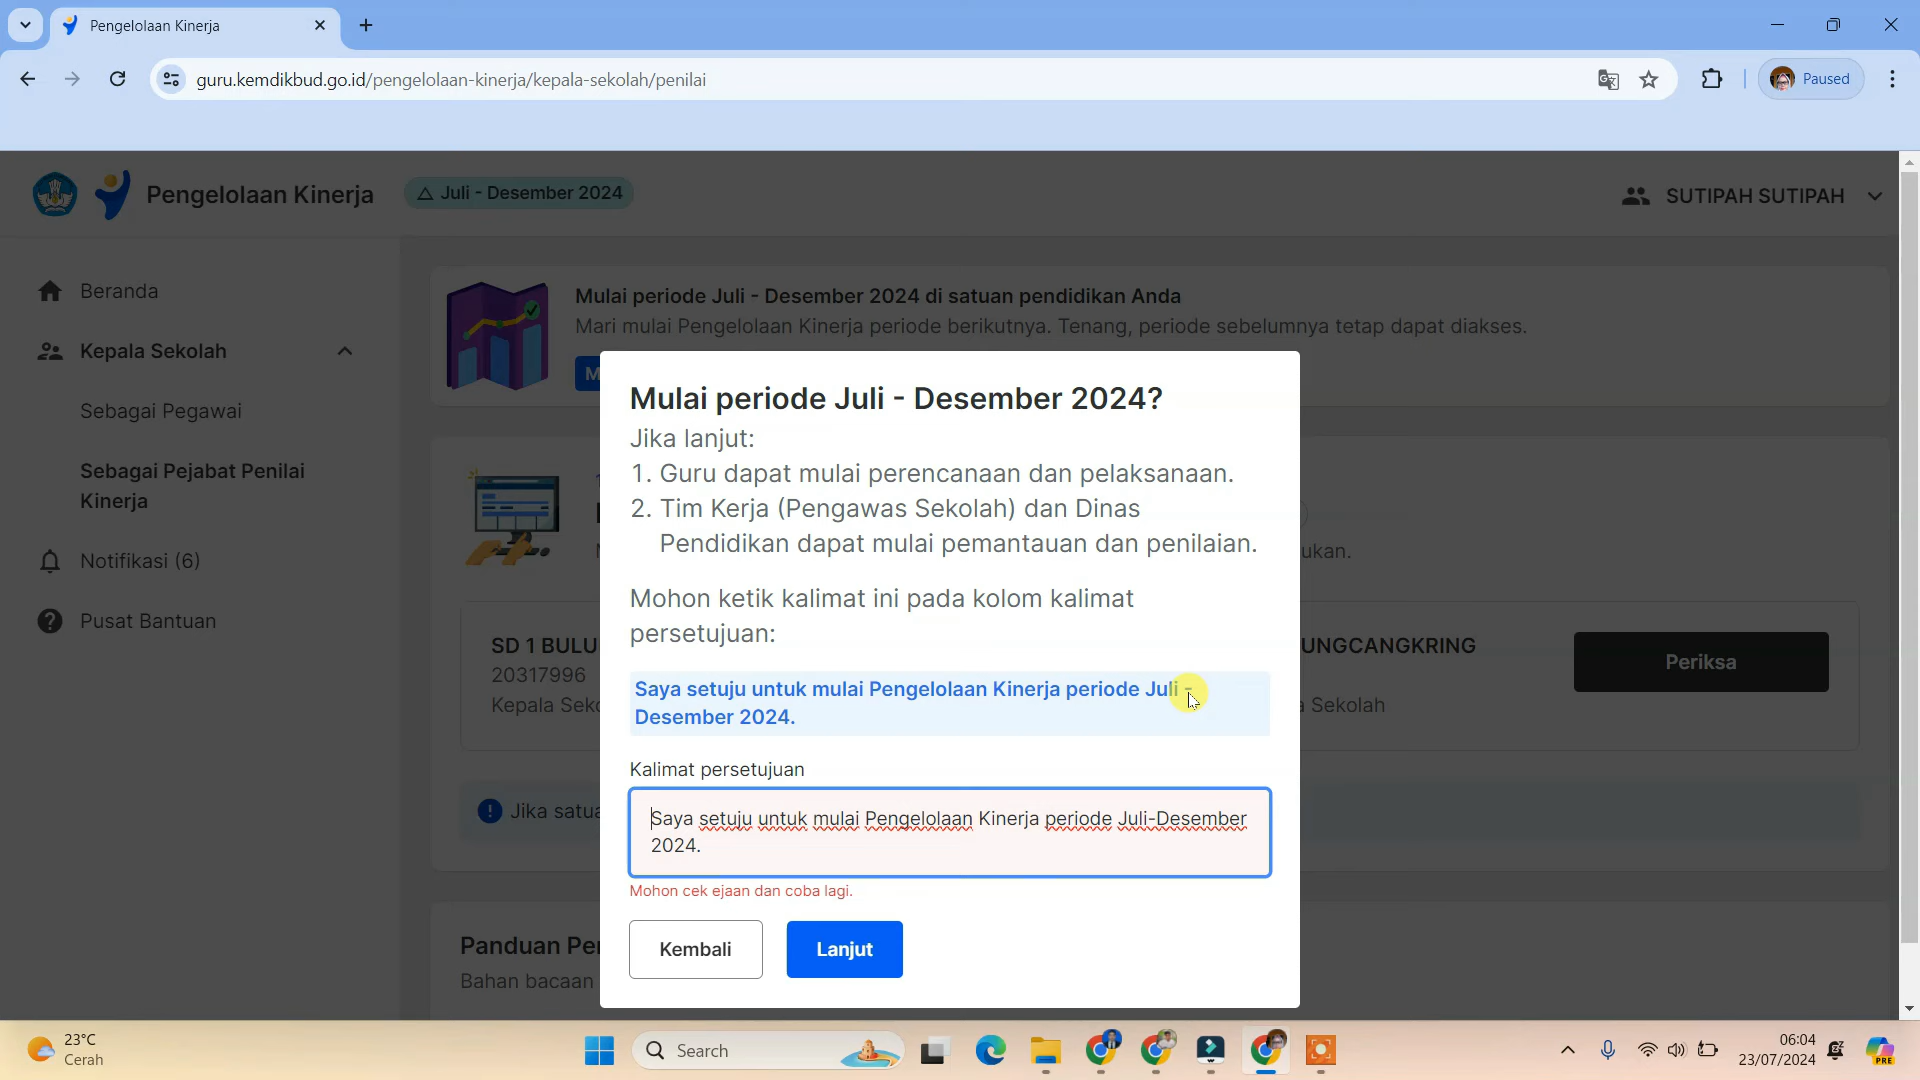 Pengelolaan Kinerja
guru.kemdikbud.go.id/pengelolaan-kinerja/kepala-sekolah/penilai
Paused
Pengelolaan Kinerja
Juli - Desember 2024
SUTIPAH SUTIPAH
Beranda
Kepala Sekolah
Sebagai Pegawai
Sebagai Pejabat Penilai
Kinerja
Notifikasi (6)
Pusat Bantuan
Mulai periode Juli - Desember 2024 di satuan pendidikan Anda
Mari mulai Pengelolaan Kinerja periode berikutnya. Tenang, periode sebelumnya tetap dapat diakses.
M
ukan.
SD 1 BULU
UNGCANGKRING
20317996
Kepala Seko
Sekolah
Periksa
Jika satua
Panduan Pe
Bahan bacaan
Mulai periode Juli - Desember 2024?
Jika lanjut:
1. Guru dapat mulai perencanaan dan pelaksanaan.
2. Tim Kerja (Pengawas Sekolah) dan Dinas
Pendidikan dapat mulai pemantauan dan penilaian.
Mohon ketik kalimat ini pada kolom kalimat
persetujuan:
Saya setuju untuk mulai Pengelolaan Kinerja periode Juli -
Desember 2024.
Kalimat persetujuan
Saya setuju untuk mulai Pengelolaan Kinerja periode Juli-Desember
2024.
Mohon cek ejaan dan coba lagi.
Kembali
Lanjut
23°C
Cerah
Search
06:04
23/07/2024
PRE